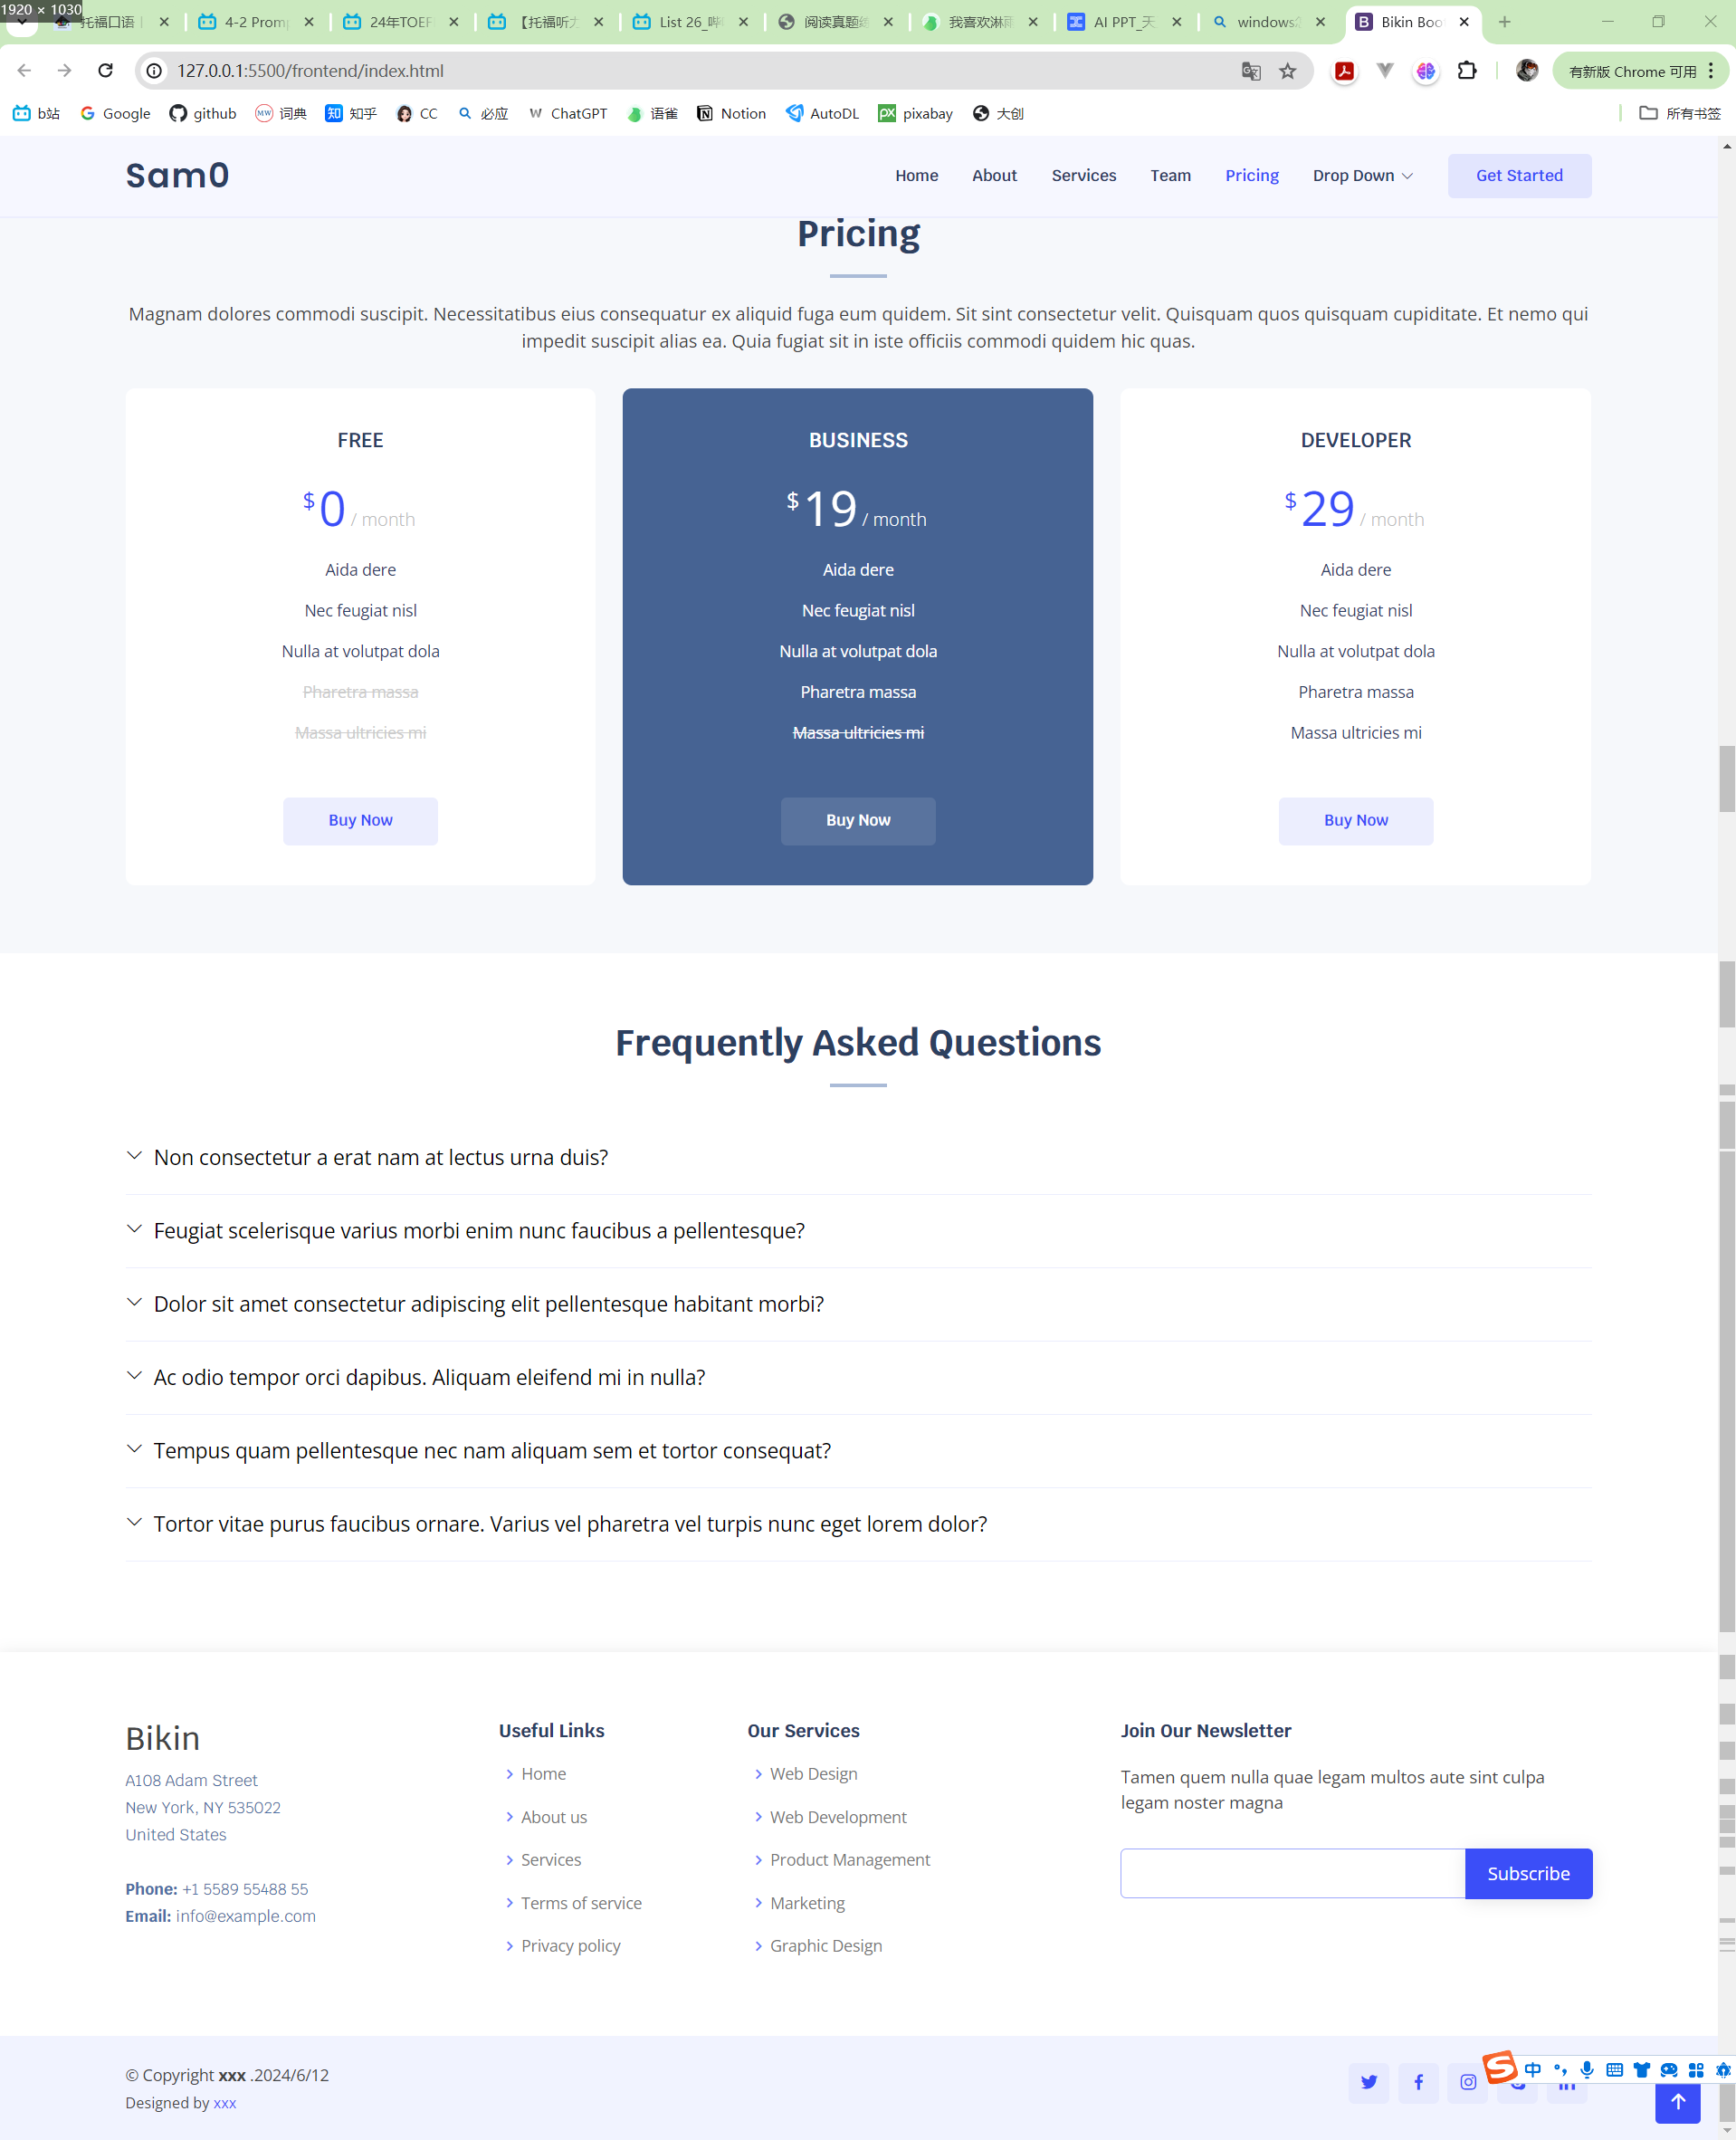 1920 × 1030
托福口语
4-2 Prom
24年TOEF
【托福听力
List 26_哔
阅读真题
我喜欢淋雨
AI PPT_天
windows
Bikin Boo
127.0.0.1:5500/frontend/index.html
有新版 Chrome 可用
b站 Google github 词典 知乎 CC 必应 ChatGPT 语雀 Notion AutoDL pixabay 大创 所有书签
Sam0
Home About Services Team Pricing Drop Down Get Started
Pricing
Magnam dolores commodi suscipit. Necessitatibus eius consequatur ex aliquid fuga eum quidem. Sit sint consectetur velit. Quisquam quos quisquam cupiditate. Et nemo qui
impedit suscipit alias ea. Quia fugiat sit in iste officiis commodi quidem hic quas.
FREE
$0 / month
Aida dere
Nec feugiat nisl
Nulla at volutpat dola
Pharetra massa
Massa ultricies mi
Buy Now
BUSINESS
$19 / month
Aida dere
Nec feugiat nisl
Nulla at volutpat dola
Pharetra massa
Massa ultricies mi
Buy Now
DEVELOPER
$29 / month
Aida dere
Nec feugiat nisl
Nulla at volutpat dola
Pharetra massa
Massa ultricies mi
Buy Now
Frequently Asked Questions
Non consectetur a erat nam at lectus urna duis?
Feugiat scelerisque varius morbi enim nunc faucibus a pellentesque?
Dolor sit amet consectetur adipiscing elit pellentesque habitant morbi?
Ac odio tempor orci dapibus. Aliquam eleifend mi in nulla?
Tempus quam pellentesque nec nam aliquam sem et tortor consequat?
Tortor vitae purus faucibus ornare. Varius vel pharetra vel turpis nunc eget lorem dolor?
Bikin
A108 Adam Street
New York, NY 535022
United States
Phone: +1 5589 55488 55
Email: info@example.com
Useful Links
Home
About us
Services
Terms of service
Privacy policy
Our Services
Web Design
Web Development
Product Management
Marketing
Graphic Design
Join Our Newsletter
Tamen quem nulla quae legam multos aute sint culpa
legam noster magna
Subscribe
© Copyright xxx .2024/6/12
Designed by xxx
中